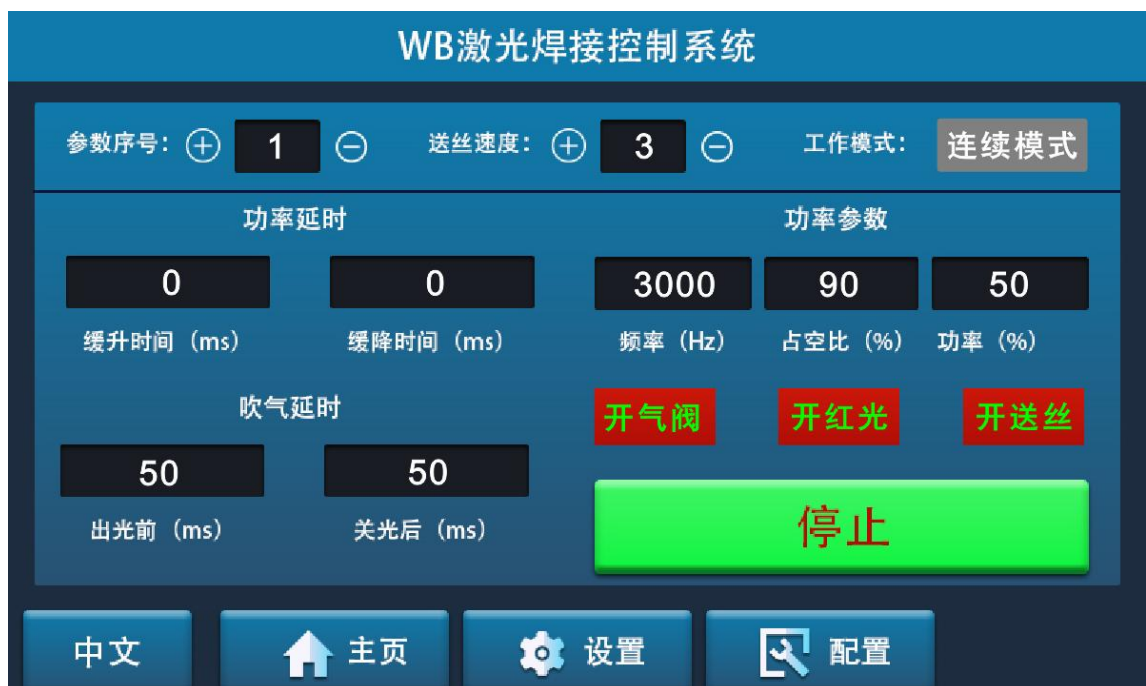 WB激光焊接控制系统
参数序号: 1 送丝速度: 3 工作模式: 连续模式
功率延时 功率参数
0 0 3000 90 50
缓升时间（ms） 缓降时间（ms） 频率（Hz） 占空比（%） 功率（%）
吹气延时 开气阀 开红光 开送丝
50 50
出光前（ms） 关光后（ms） 停止
中文 主页 设置 配置